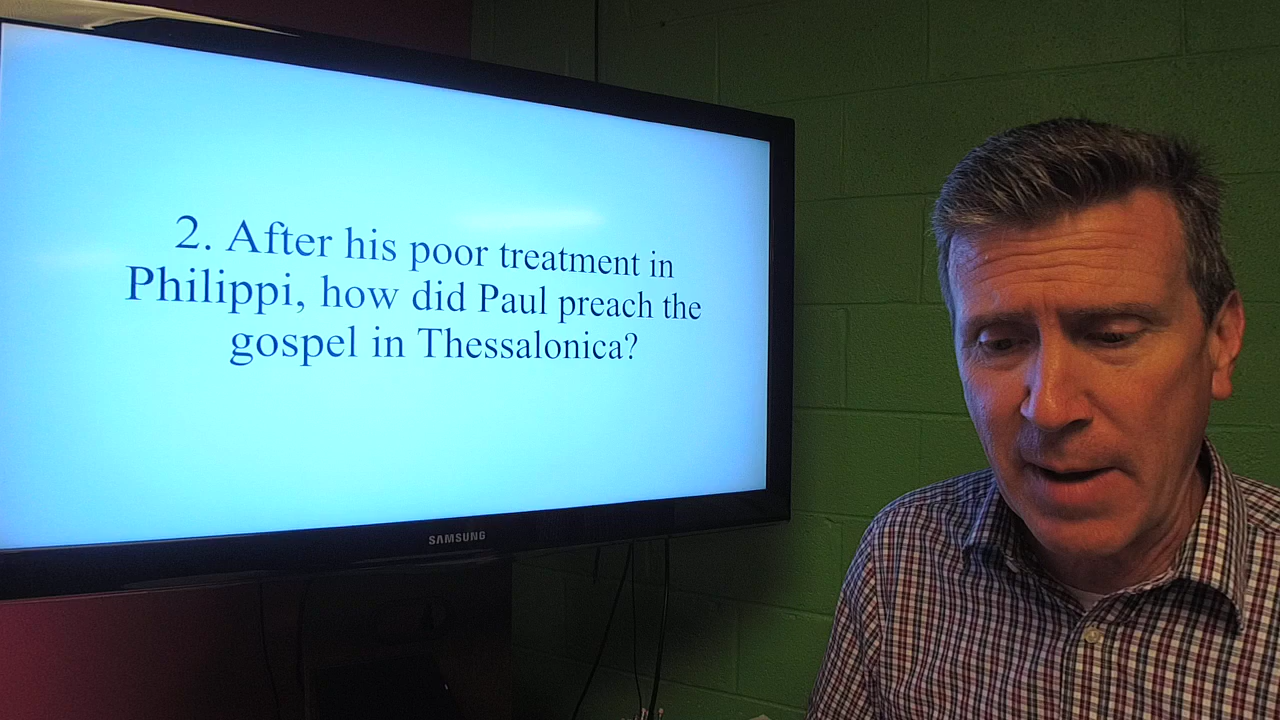 2. After his poor treatment in
Philippi, how did Paul preach the
gospel in Thessalonica?
SAMSUNG